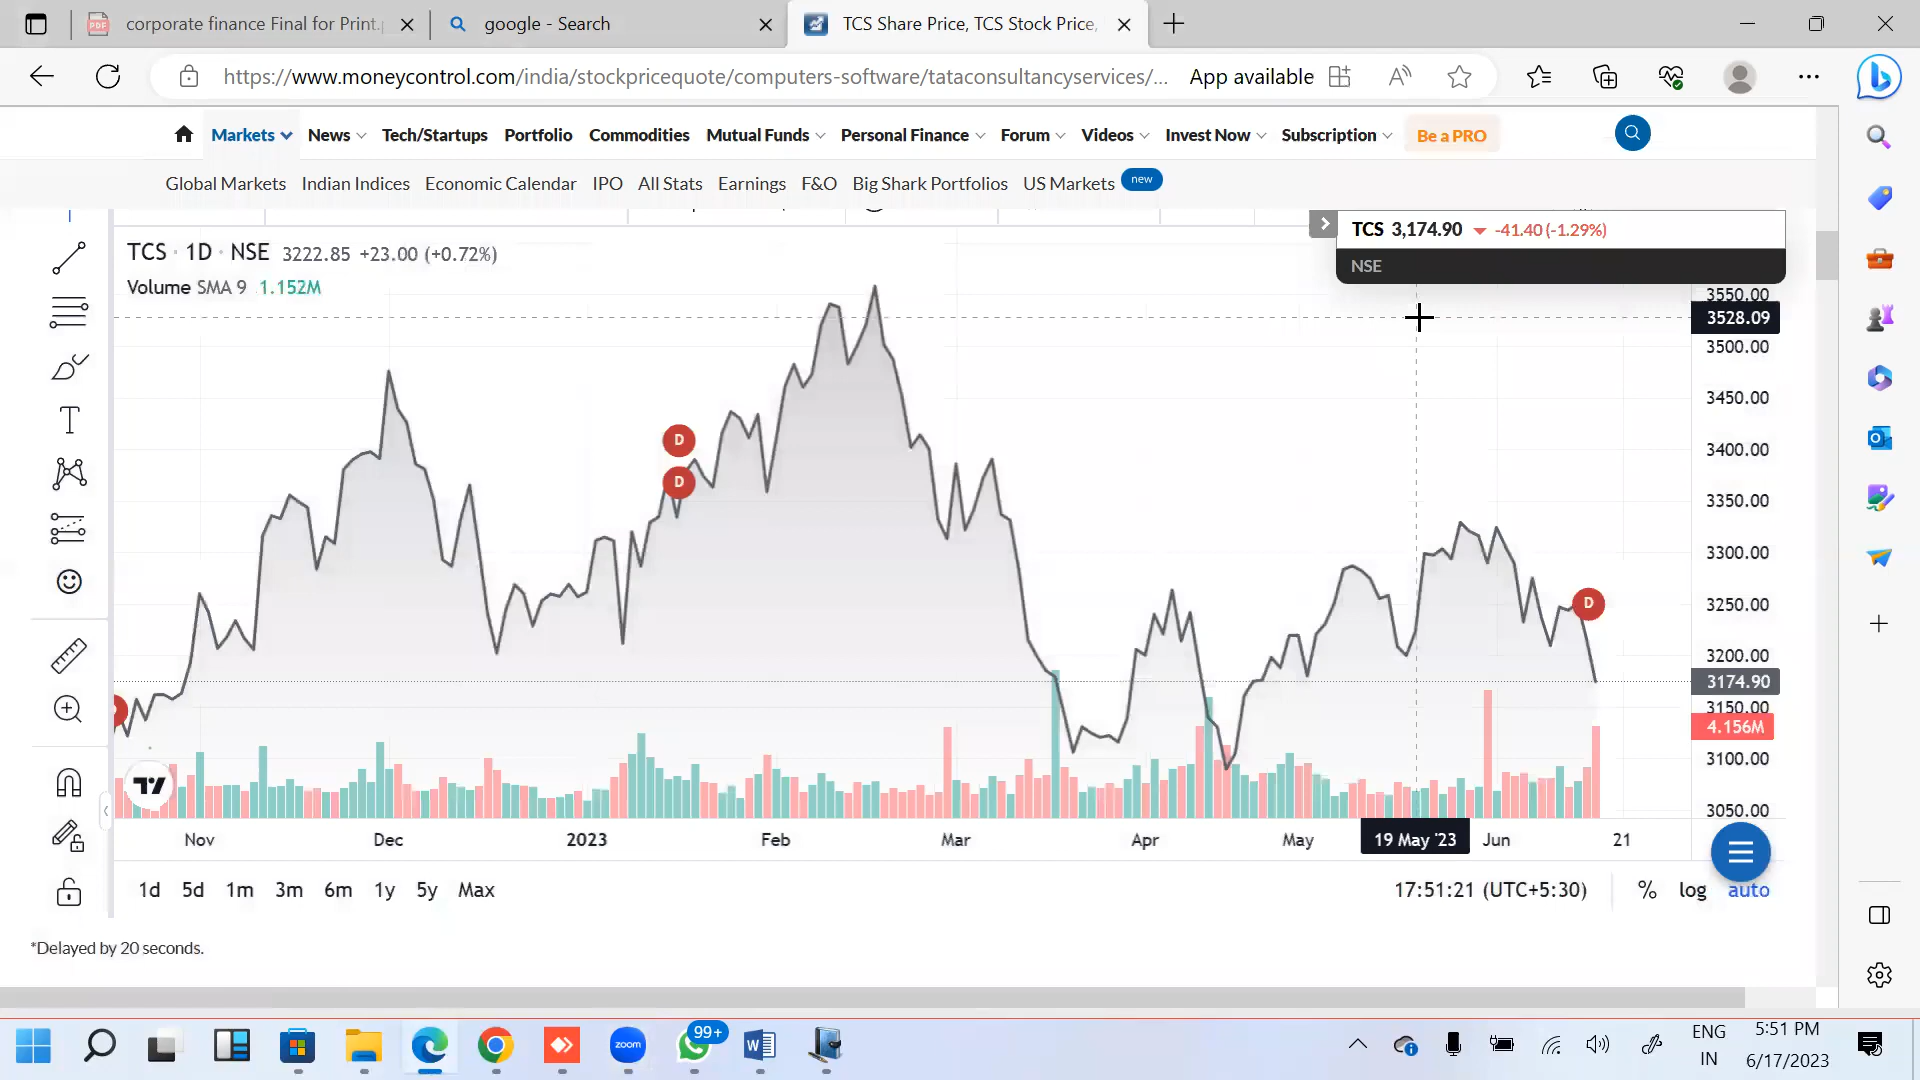 corporate finance Final for Print.
google - Search
TCS Share Price, TCS Stock Price,
https://www.moneycontrol.com/india/stockpricequote/computers-software/tataconsultancyservices/...
App available
Markets
News
Tech/Startups
Portfolio
Commodities
Mutual Funds
Personal Finance
Forum
Videos
Invest Now
Subscription
Be a PRO
Global Markets
Indian Indices
Economic Calendar
IPO
All Stats
Earnings
F&O
Big Shark Portfolios
US Markets
new
TCS 3,174.90 -41.40 (-1.29%)
NSE
TCS · 1D · NSE 3222.85 +23.00 (+0.72%)
Volume SMA 9 1.152M
3550.00
3528.09
3500.00
3450.00
3400.00
3350.00
3300.00
3250.00
3200.00
3174.90
3150.00
4.156M
3100.00
3050.00
D
D
D
Nov
Dec
2023
Feb
Mar
Apr
May
19 May '23
Jun
21
1d 5d 1m 3m 6m 1y 5y Max
17:51:21 (UTC+5:30)
% log auto
*Delayed by 20 seconds.
zoom
99+
ENG
IN
5:51 PM
6/17/2023